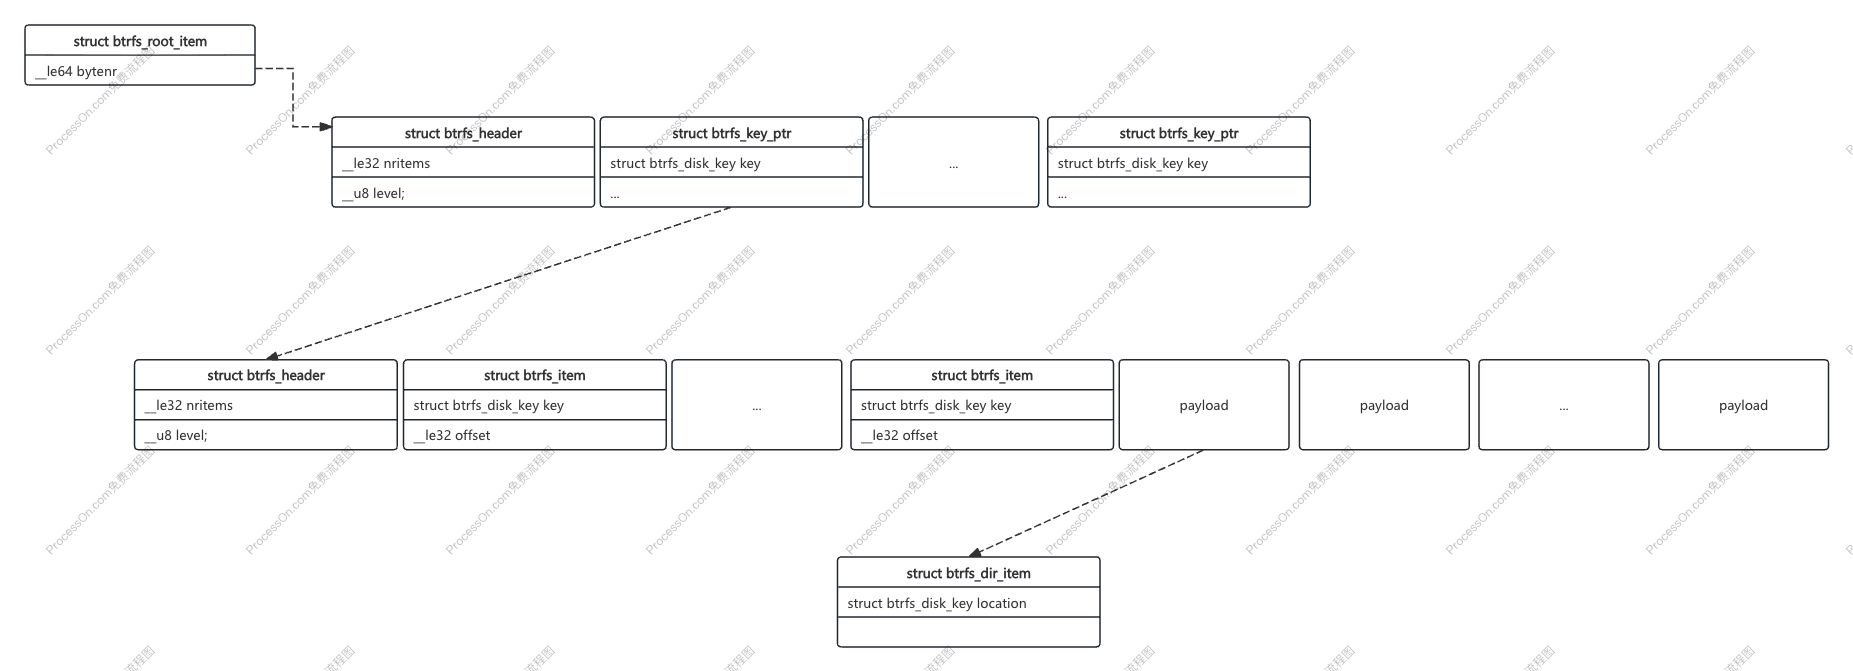 struct btrfs_root_item
__le64 bytenr
struct btrfs_header
__le32 nritems
__u8 level;
struct btrfs_key_ptr
struct btrfs_disk_key key
...
...
struct btrfs_key_ptr
struct btrfs_disk_key key
...
struct btrfs_header
__le32 nritems
__u8 level;
struct btrfs_item
struct btrfs_disk_key key
__le32 offset
...
struct btrfs_item
struct btrfs_disk_key key
__le32 offset
payload
payload
...
payload
struct btrfs_dir_item
struct btrfs_disk_key location
ProcessOn.com免费流程图